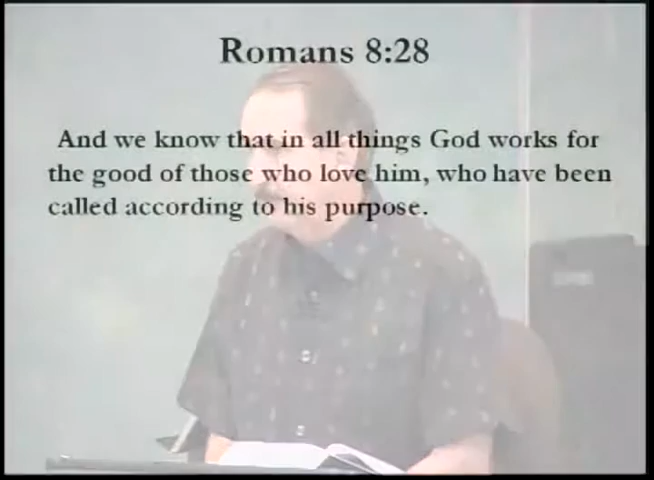 Romans 8:28
And we know that in all things God works for
the good of those who love him, who have been
called according to his purpose.